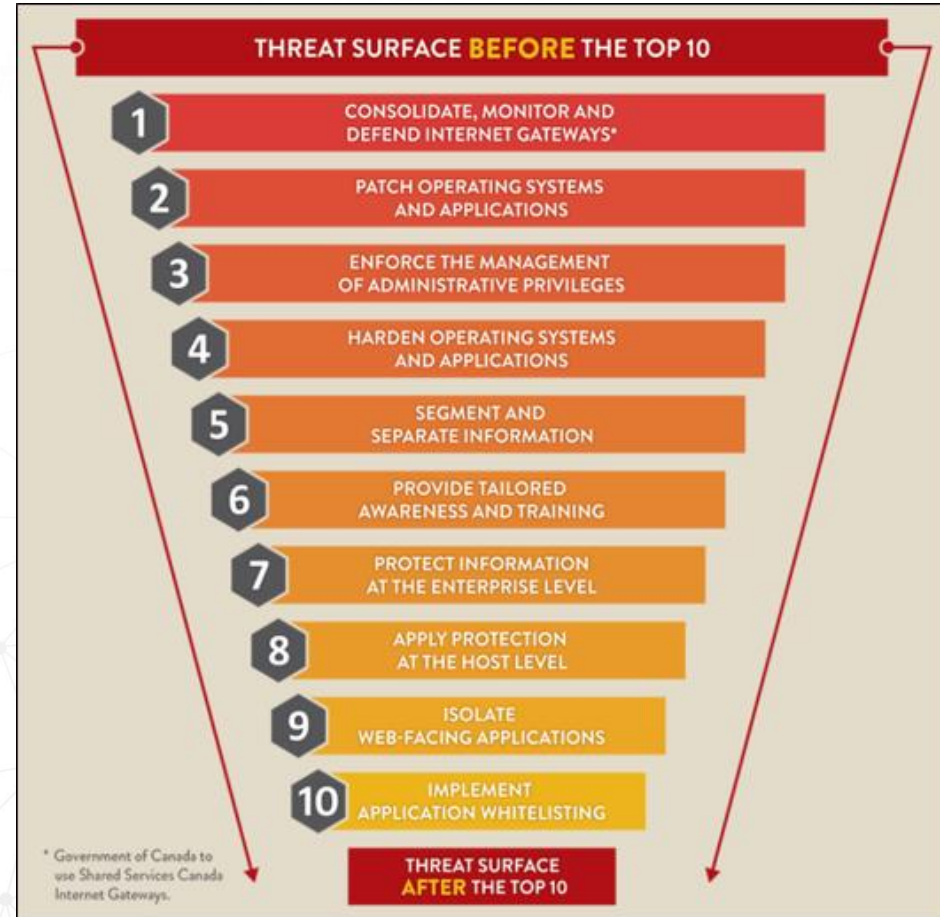 THREAT SURFACE BEFORE THE TOP 10
1
CONSOLIDATE, MONITOR AND
DEFEND INTERNET GATEWAYS*
2
PATCH OPERATING SYSTEMS
AND APPLICATIONS
3
ENFORCE THE MANAGEMENT
OF ADMINISTRATIVE PRIVILEGES
4
HARDEN OPERATING SYSTEMS
AND APPLICATIONS
5
SEGMENT AND
SEPARATE INFORMATION
6
PROVIDE TAILORED
AWARENESS AND TRAINING
7
PROTECT INFORMATION
AT THE ENTERPRISE LEVEL
8
APPLY PROTECTION
AT THE HOST LEVEL
9
ISOLATE
WEB-FACING APPLICATIONS
10
IMPLEMENT
APPLICATION WHITELISTING
* Government of Canada to
use Shared Services Canada
Internet Gateways.
THREAT SURFACE
AFTER THE TOP 10